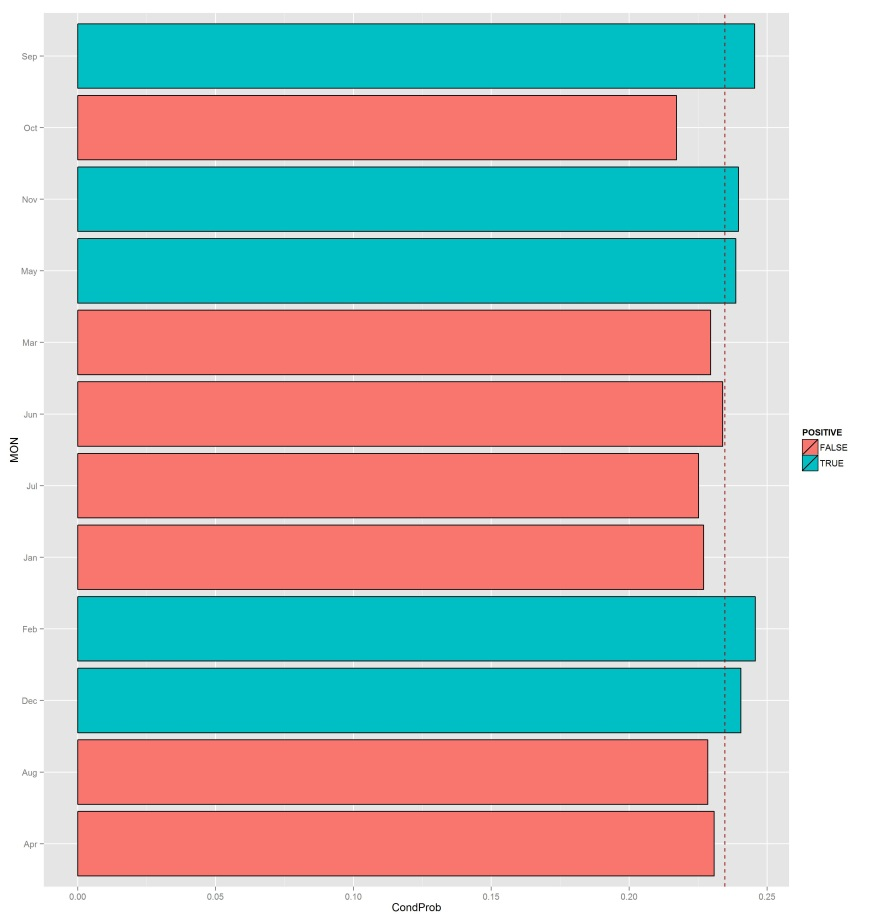 Sep
Oct
Nov
May
Mar
Jun
Jul
Jan
Feb
Dec
Aug
Apr
MON
0.00 0.05 0.10 0.15 0.20 0.25
CondProb
POSITIVE
FALSE
TRUE